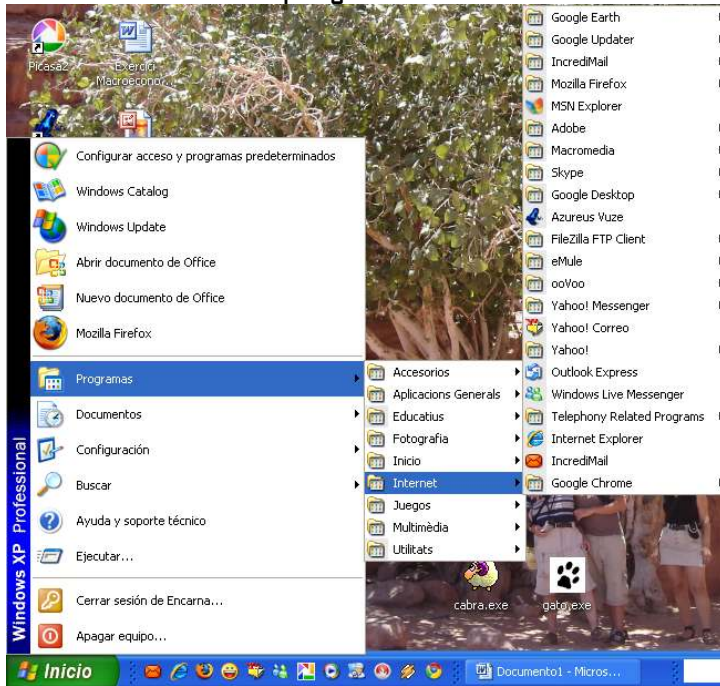 Picasa2
Exercici
Macroecono...
Configurar acceso y programas predeterminados
Windows Catalog
Windows Update
Abrir documento de Office
Nuevo documento de Office
Mozilla Firefox
Programas
Documentos
Configuración
Buscar
Ayuda y soporte técnico
Ejecutar...
Cerrar sesión de Encarna...
Apagar equipo...
Windows XP Professional
Accesorios
Aplicacions Generals
Educatius
Fotografia
Inicio
Internet
Juegos
Multimèdia
Utilitats
Google Earth
Google Updater
IncrediMail
Mozilla Firefox
MSN Explorer
Adobe
Macromedia
Skype
Google Desktop
Azureus Vuze
FileZilla FTP Client
eMule
ooVoo
Yahoo! Messenger
Yahoo! Correo
Yahoo!
Outlook Express
Windows Live Messenger
Telephony Related Programs
Internet Explorer
IncrediMail
Google Chrome
cabra.exe
gato.exe
Inicio
Documento1 - Micros...